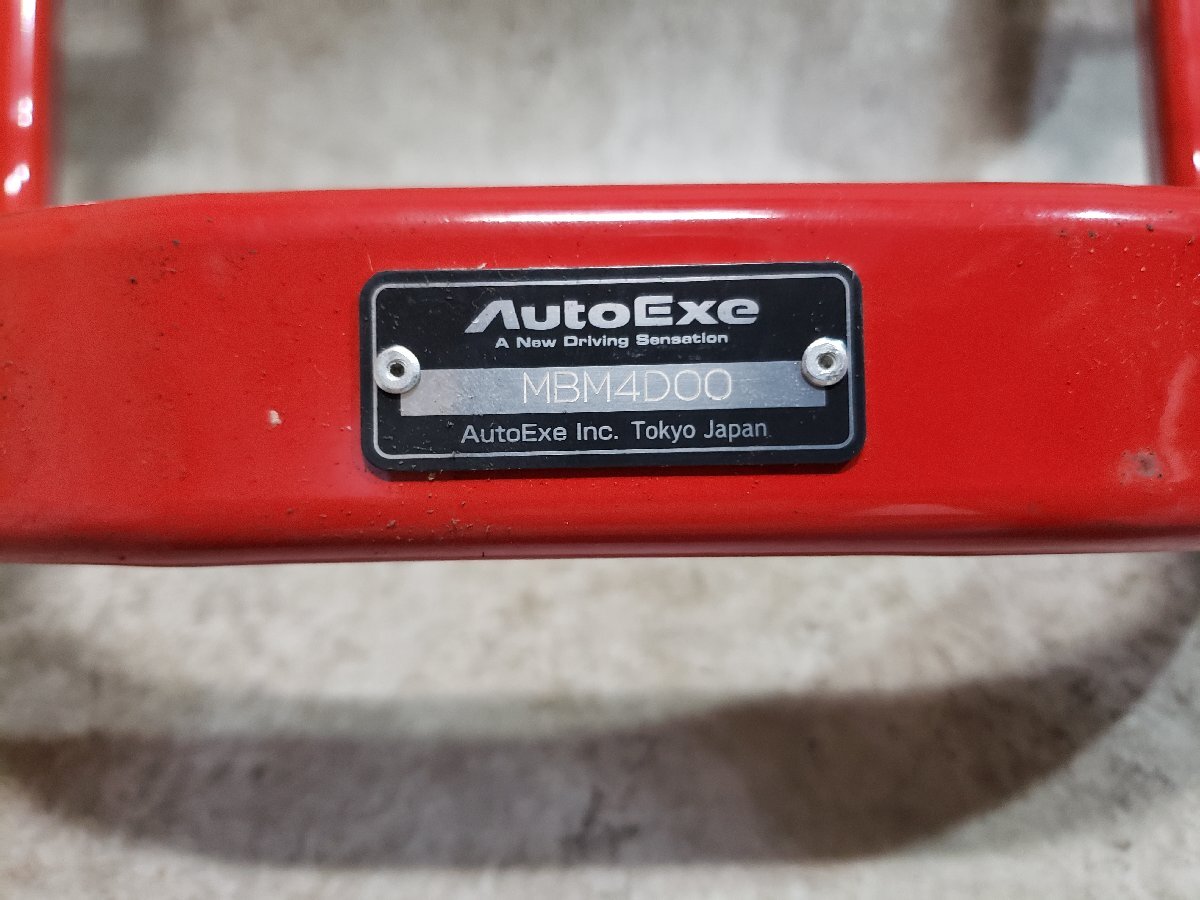 AutoExe
A New Driving Sensation
MBM4D00
AutoExe Inc. Tokyo Japan